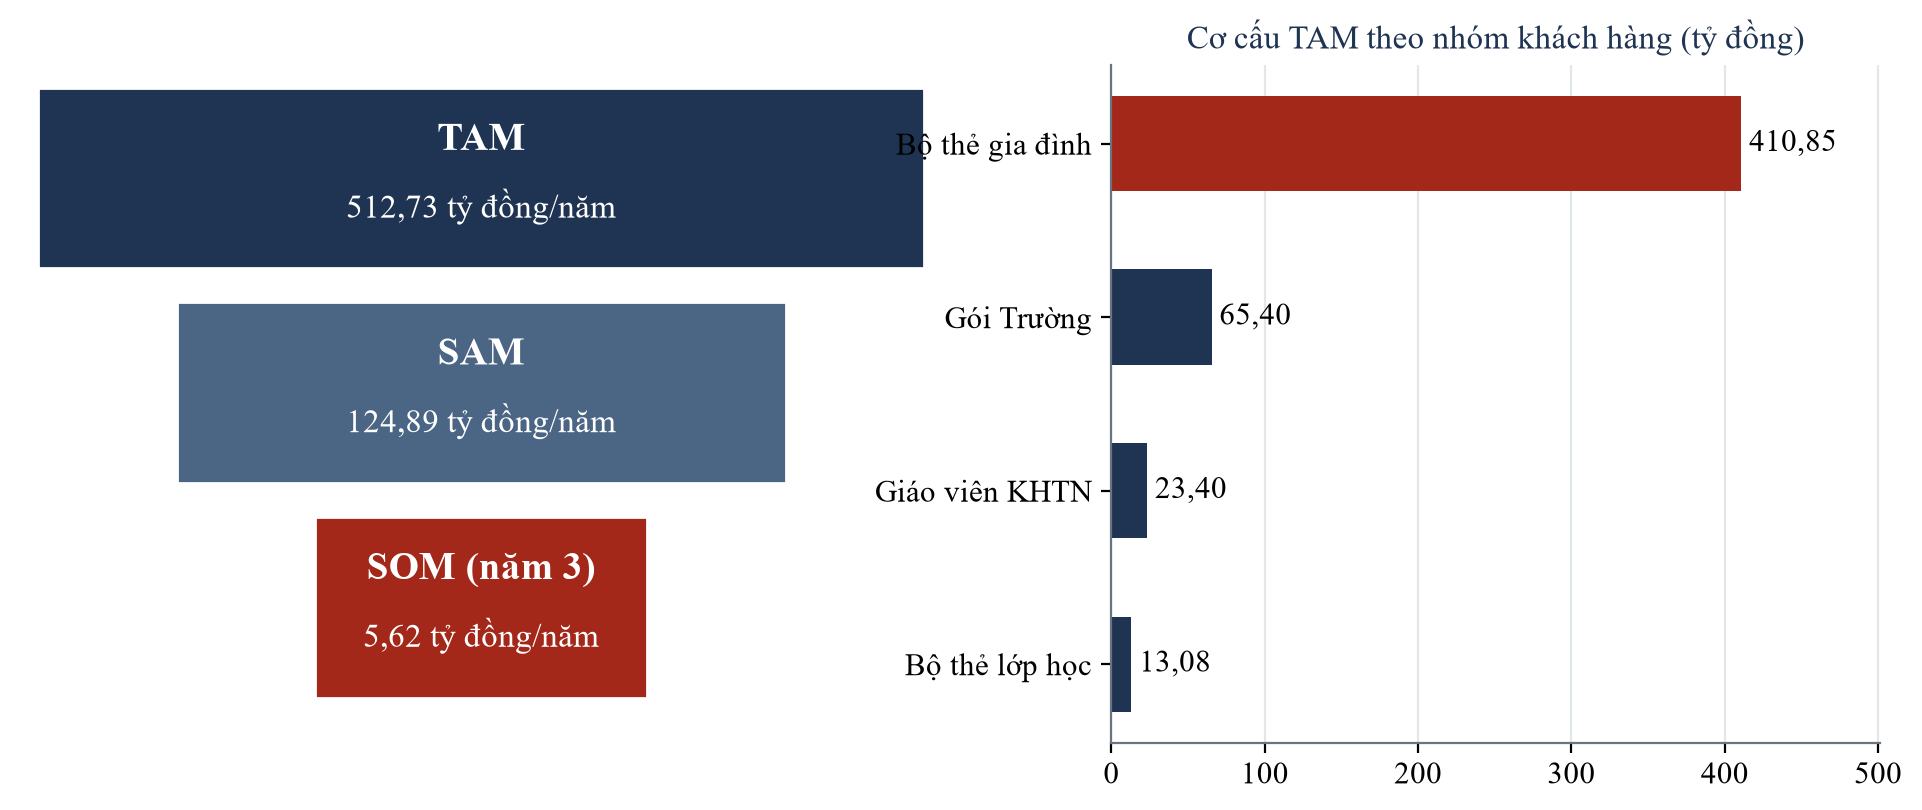 TAM
512,73 tỷ đồng/năm
SAM
124,89 tỷ đồng/năm
SOM (năm 3)
5,62 tỷ đồng/năm
Cơ cấu TAM theo nhóm khách hàng (tỷ đồng)
Bộ thẻ gia đình
410,85
Gói Trường
65,40
Giáo viên KHTN
23,40
Bộ thẻ lớp học
13,08
0 100 200 300 400 500